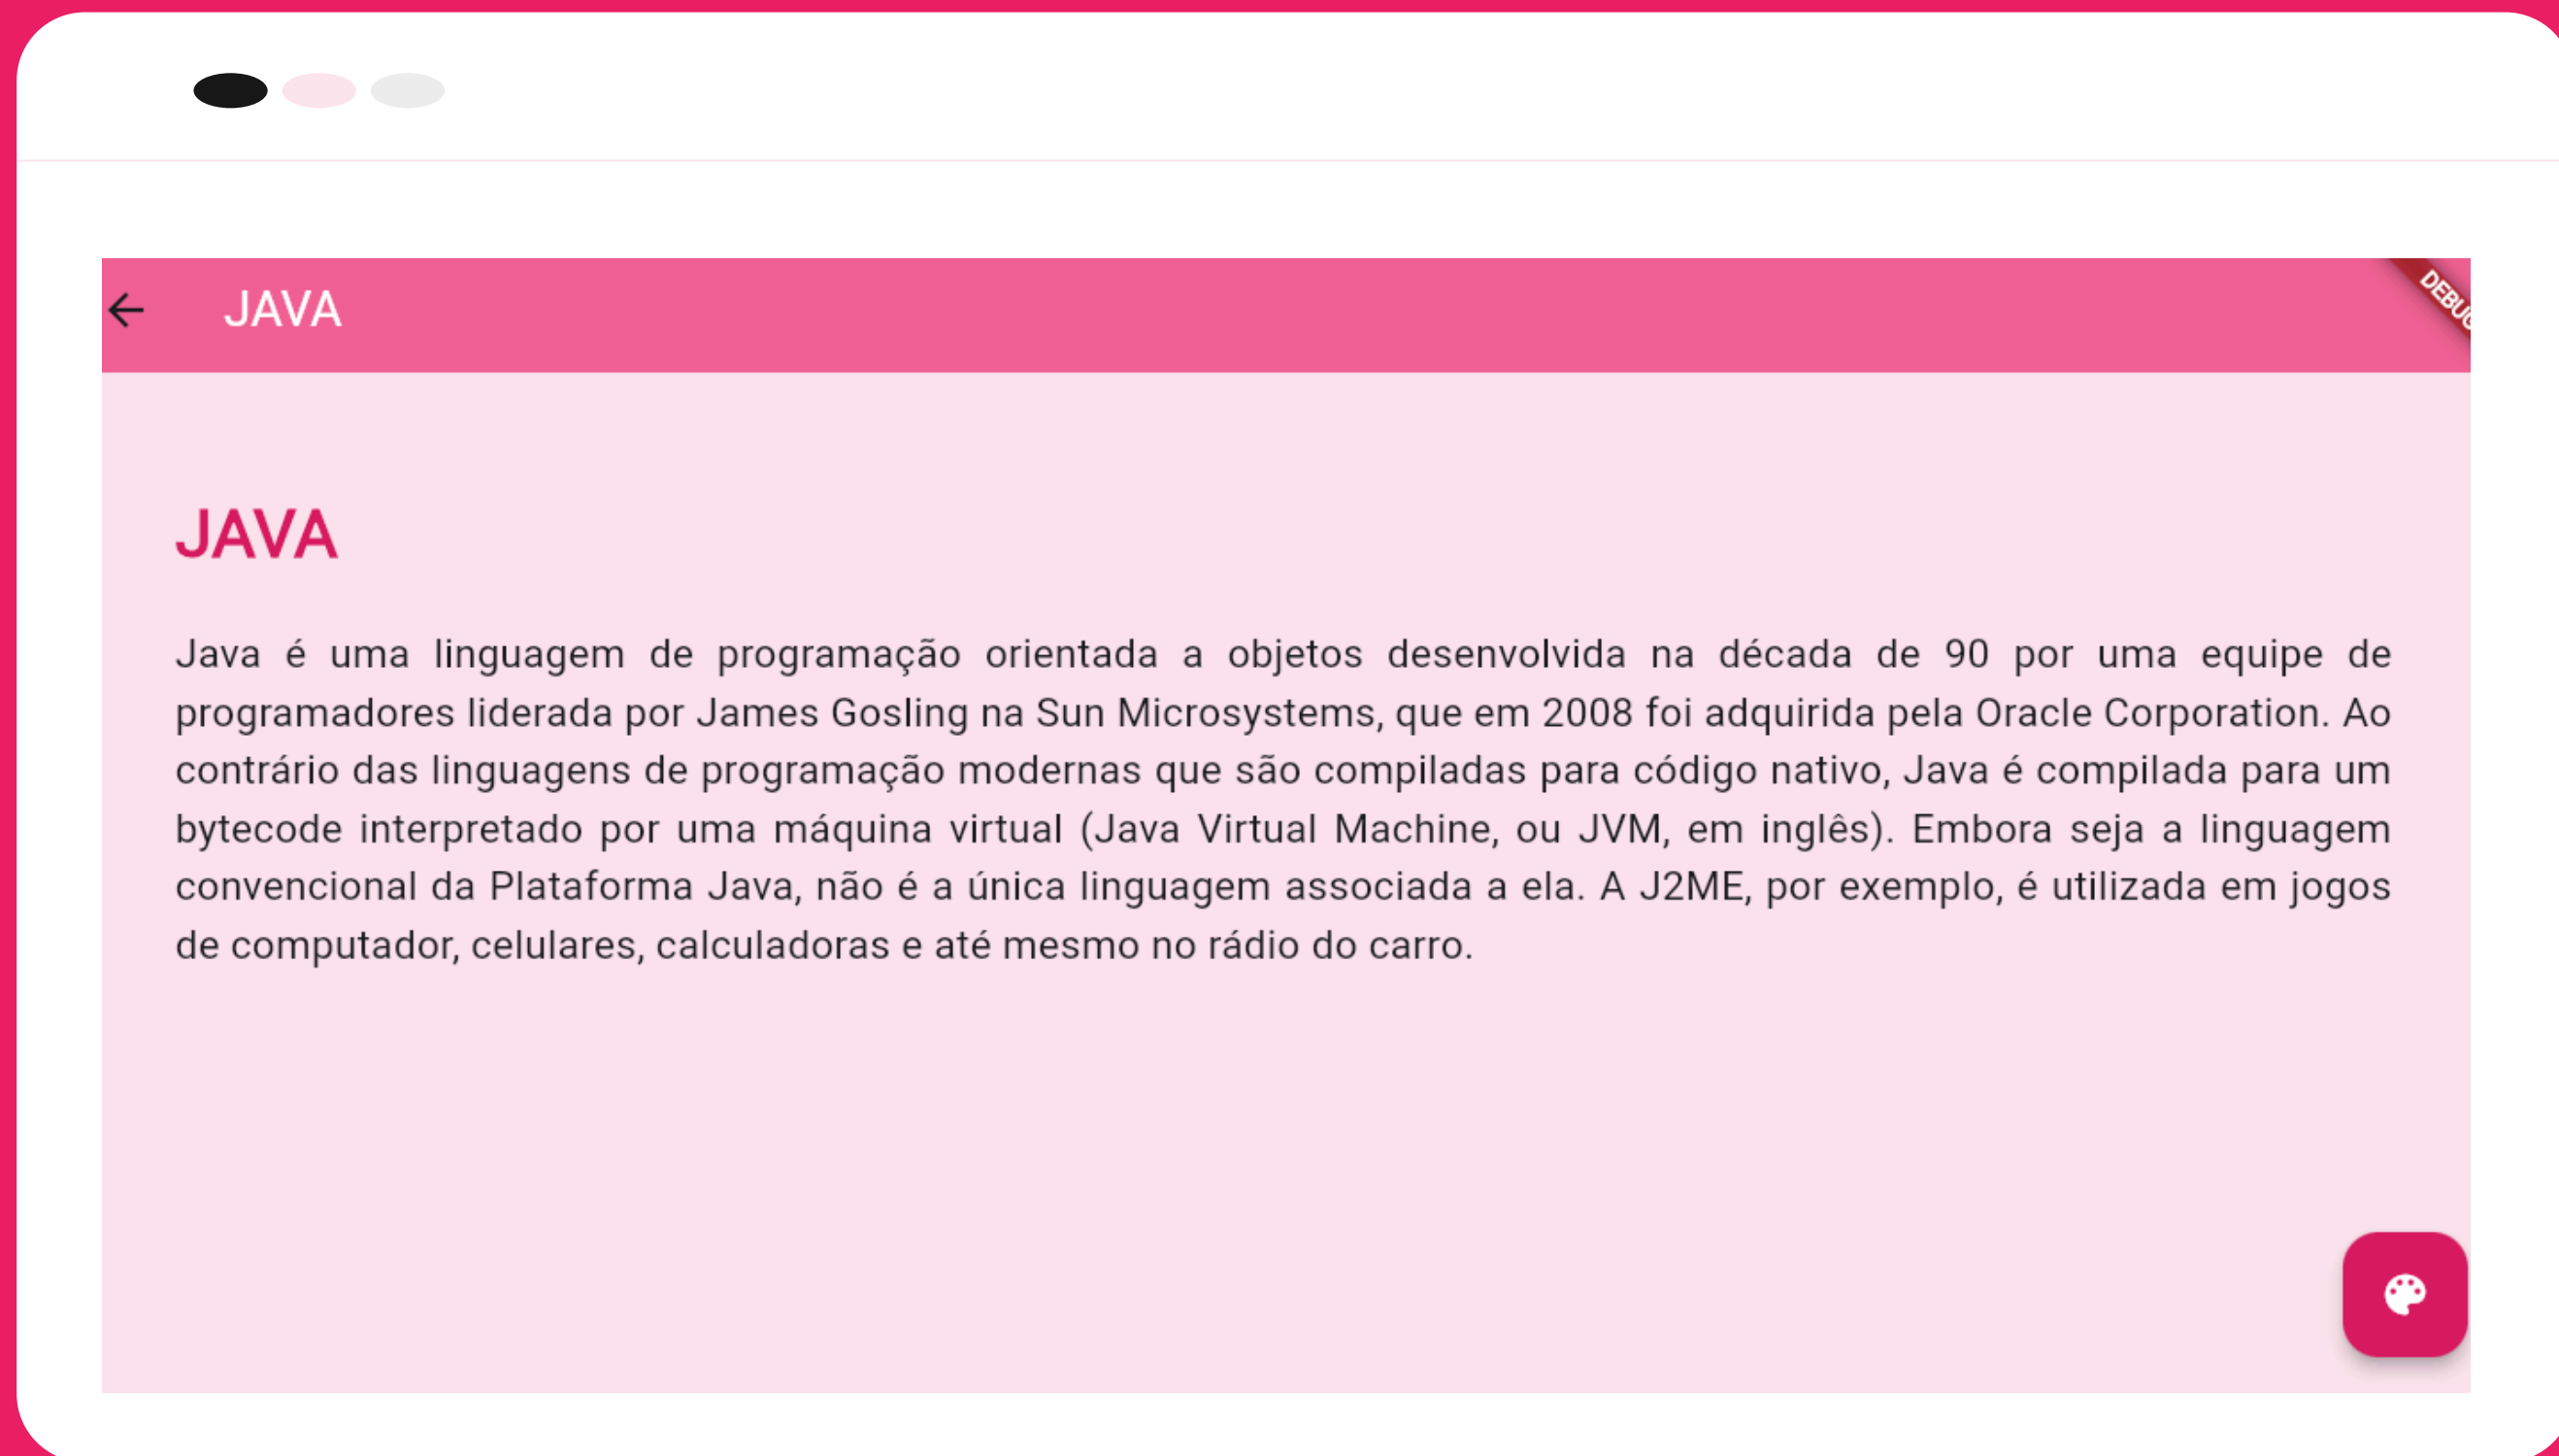 JAVA
DEBUG
JAVA
Java é uma linguagem de programação orientada a objetos desenvolvida na década de 90 por uma equipe de
programadores liderada por James Gosling na Sun Microsystems, que em 2008 foi adquirida pela Oracle Corporation. Ao
contrário das linguagens de programação modernas que são compiladas para código nativo, Java é compilada para um
bytecode interpretado por uma máquina virtual (Java Virtual Machine, ou JVM, em inglês). Embora seja a linguagem
convencional da Plataforma Java, não é a única linguagem associada a ela. A J2ME, por exemplo, é utilizada em jogos
de computador, celulares, calculadoras e até mesmo no rádio do carro.